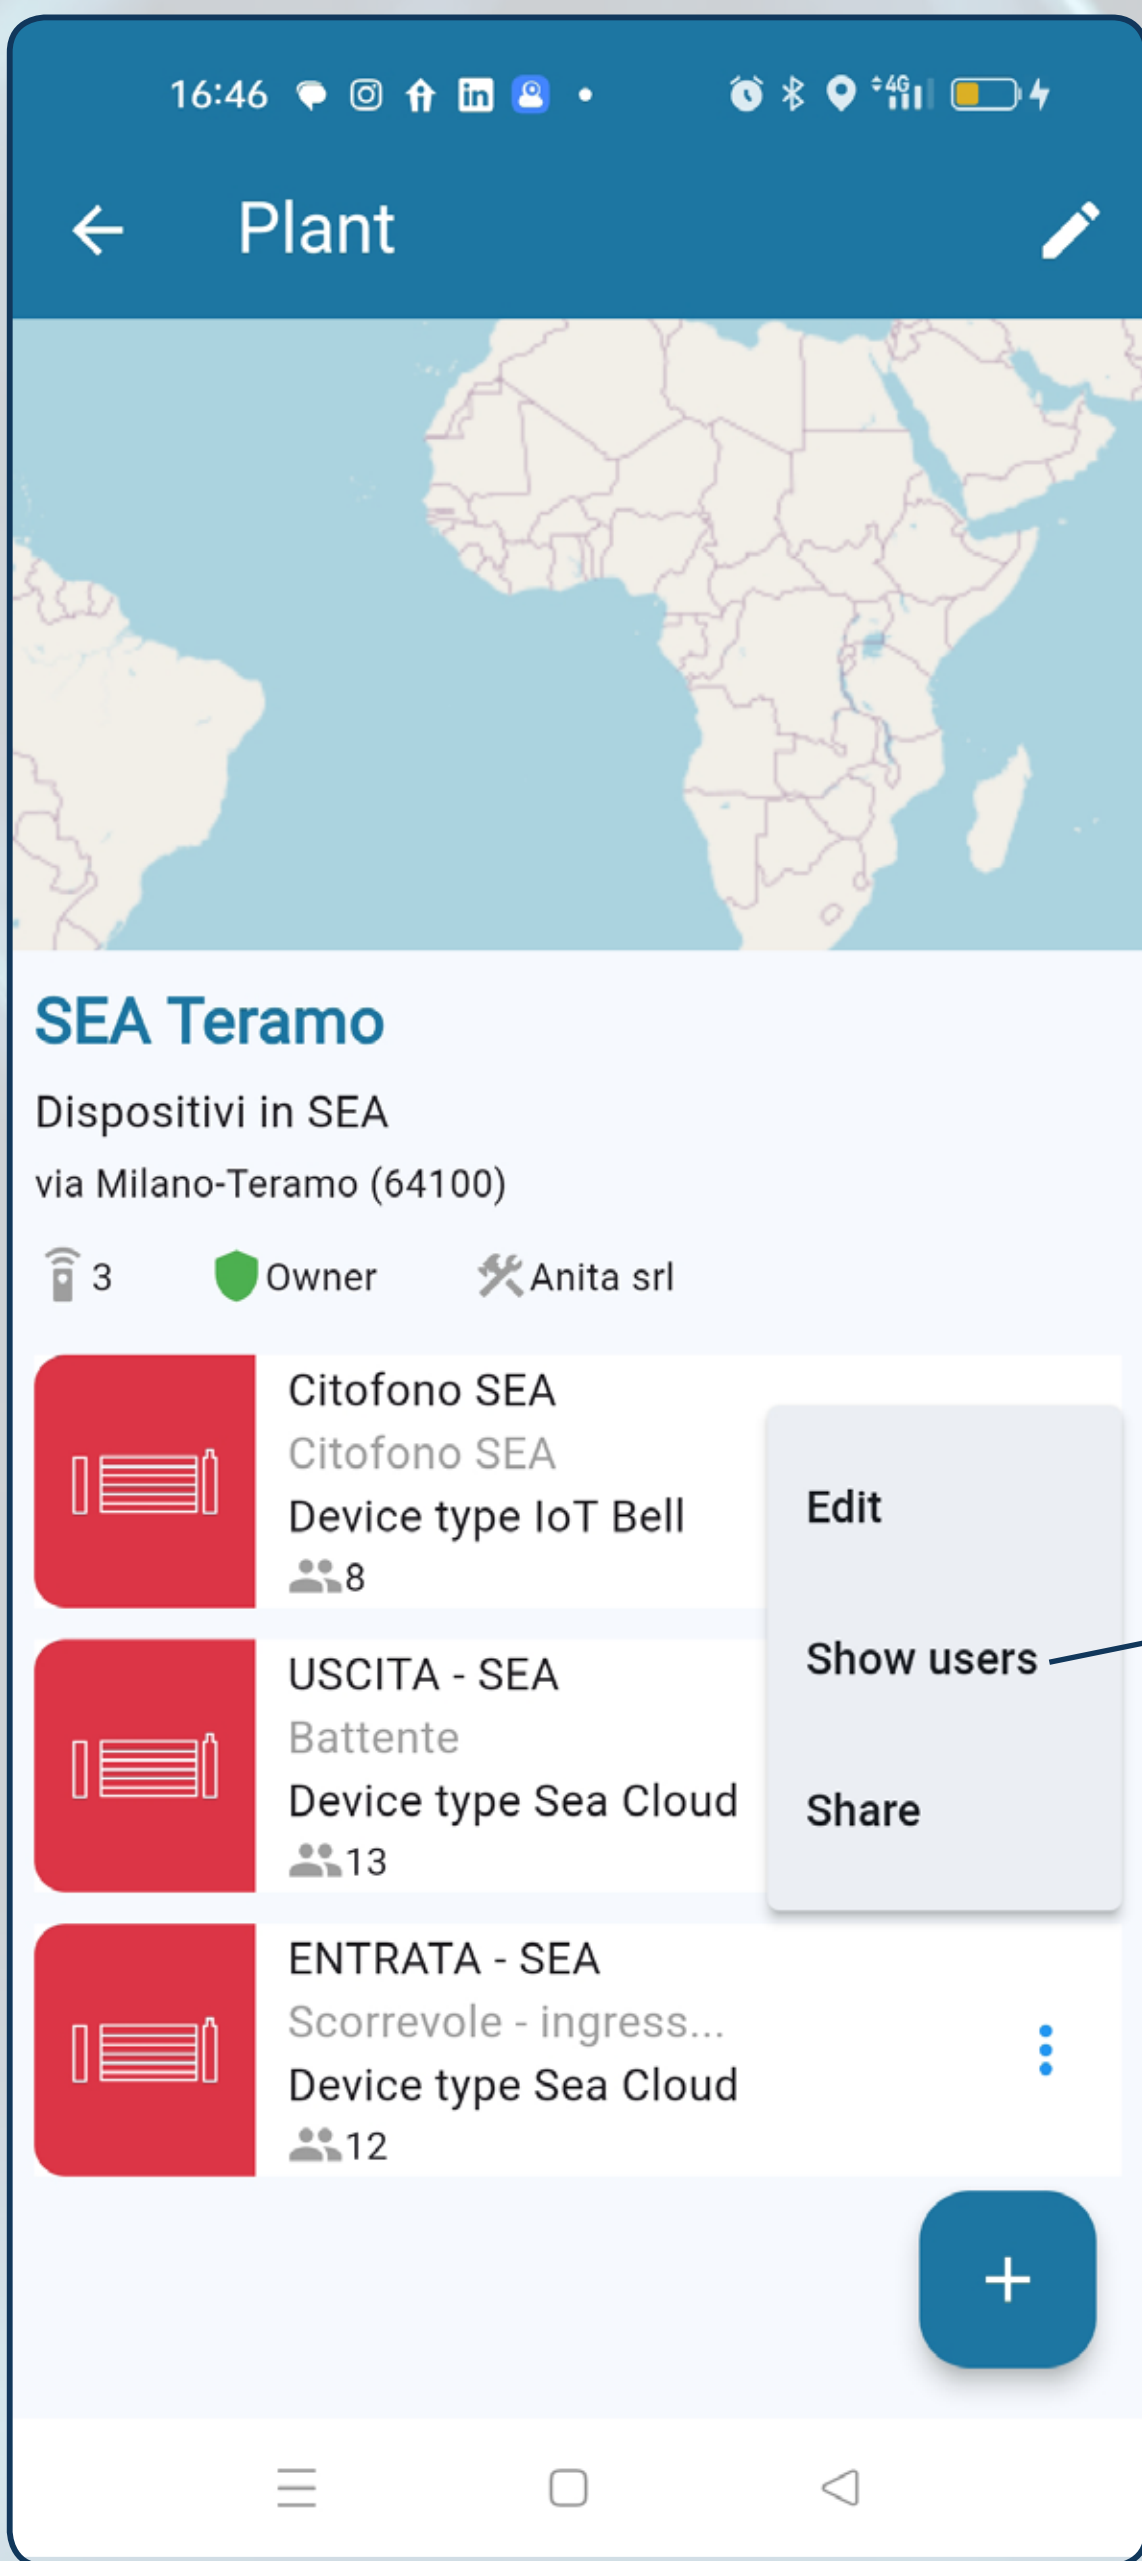 16:46
4G
Plant
SEA Teramo
Dispositivi in SEA
via Milano-Teramo (64100)
3 Owner Anita srl
Citofono SEA
Citofono SEA
Device type IoT Bell
8
Edit
Show users
Share
USCITA - SEA
Battente
Device type Sea Cloud
13
ENTRATA - SEA
Scorrevole - ingress...
Device type Sea Cloud
12